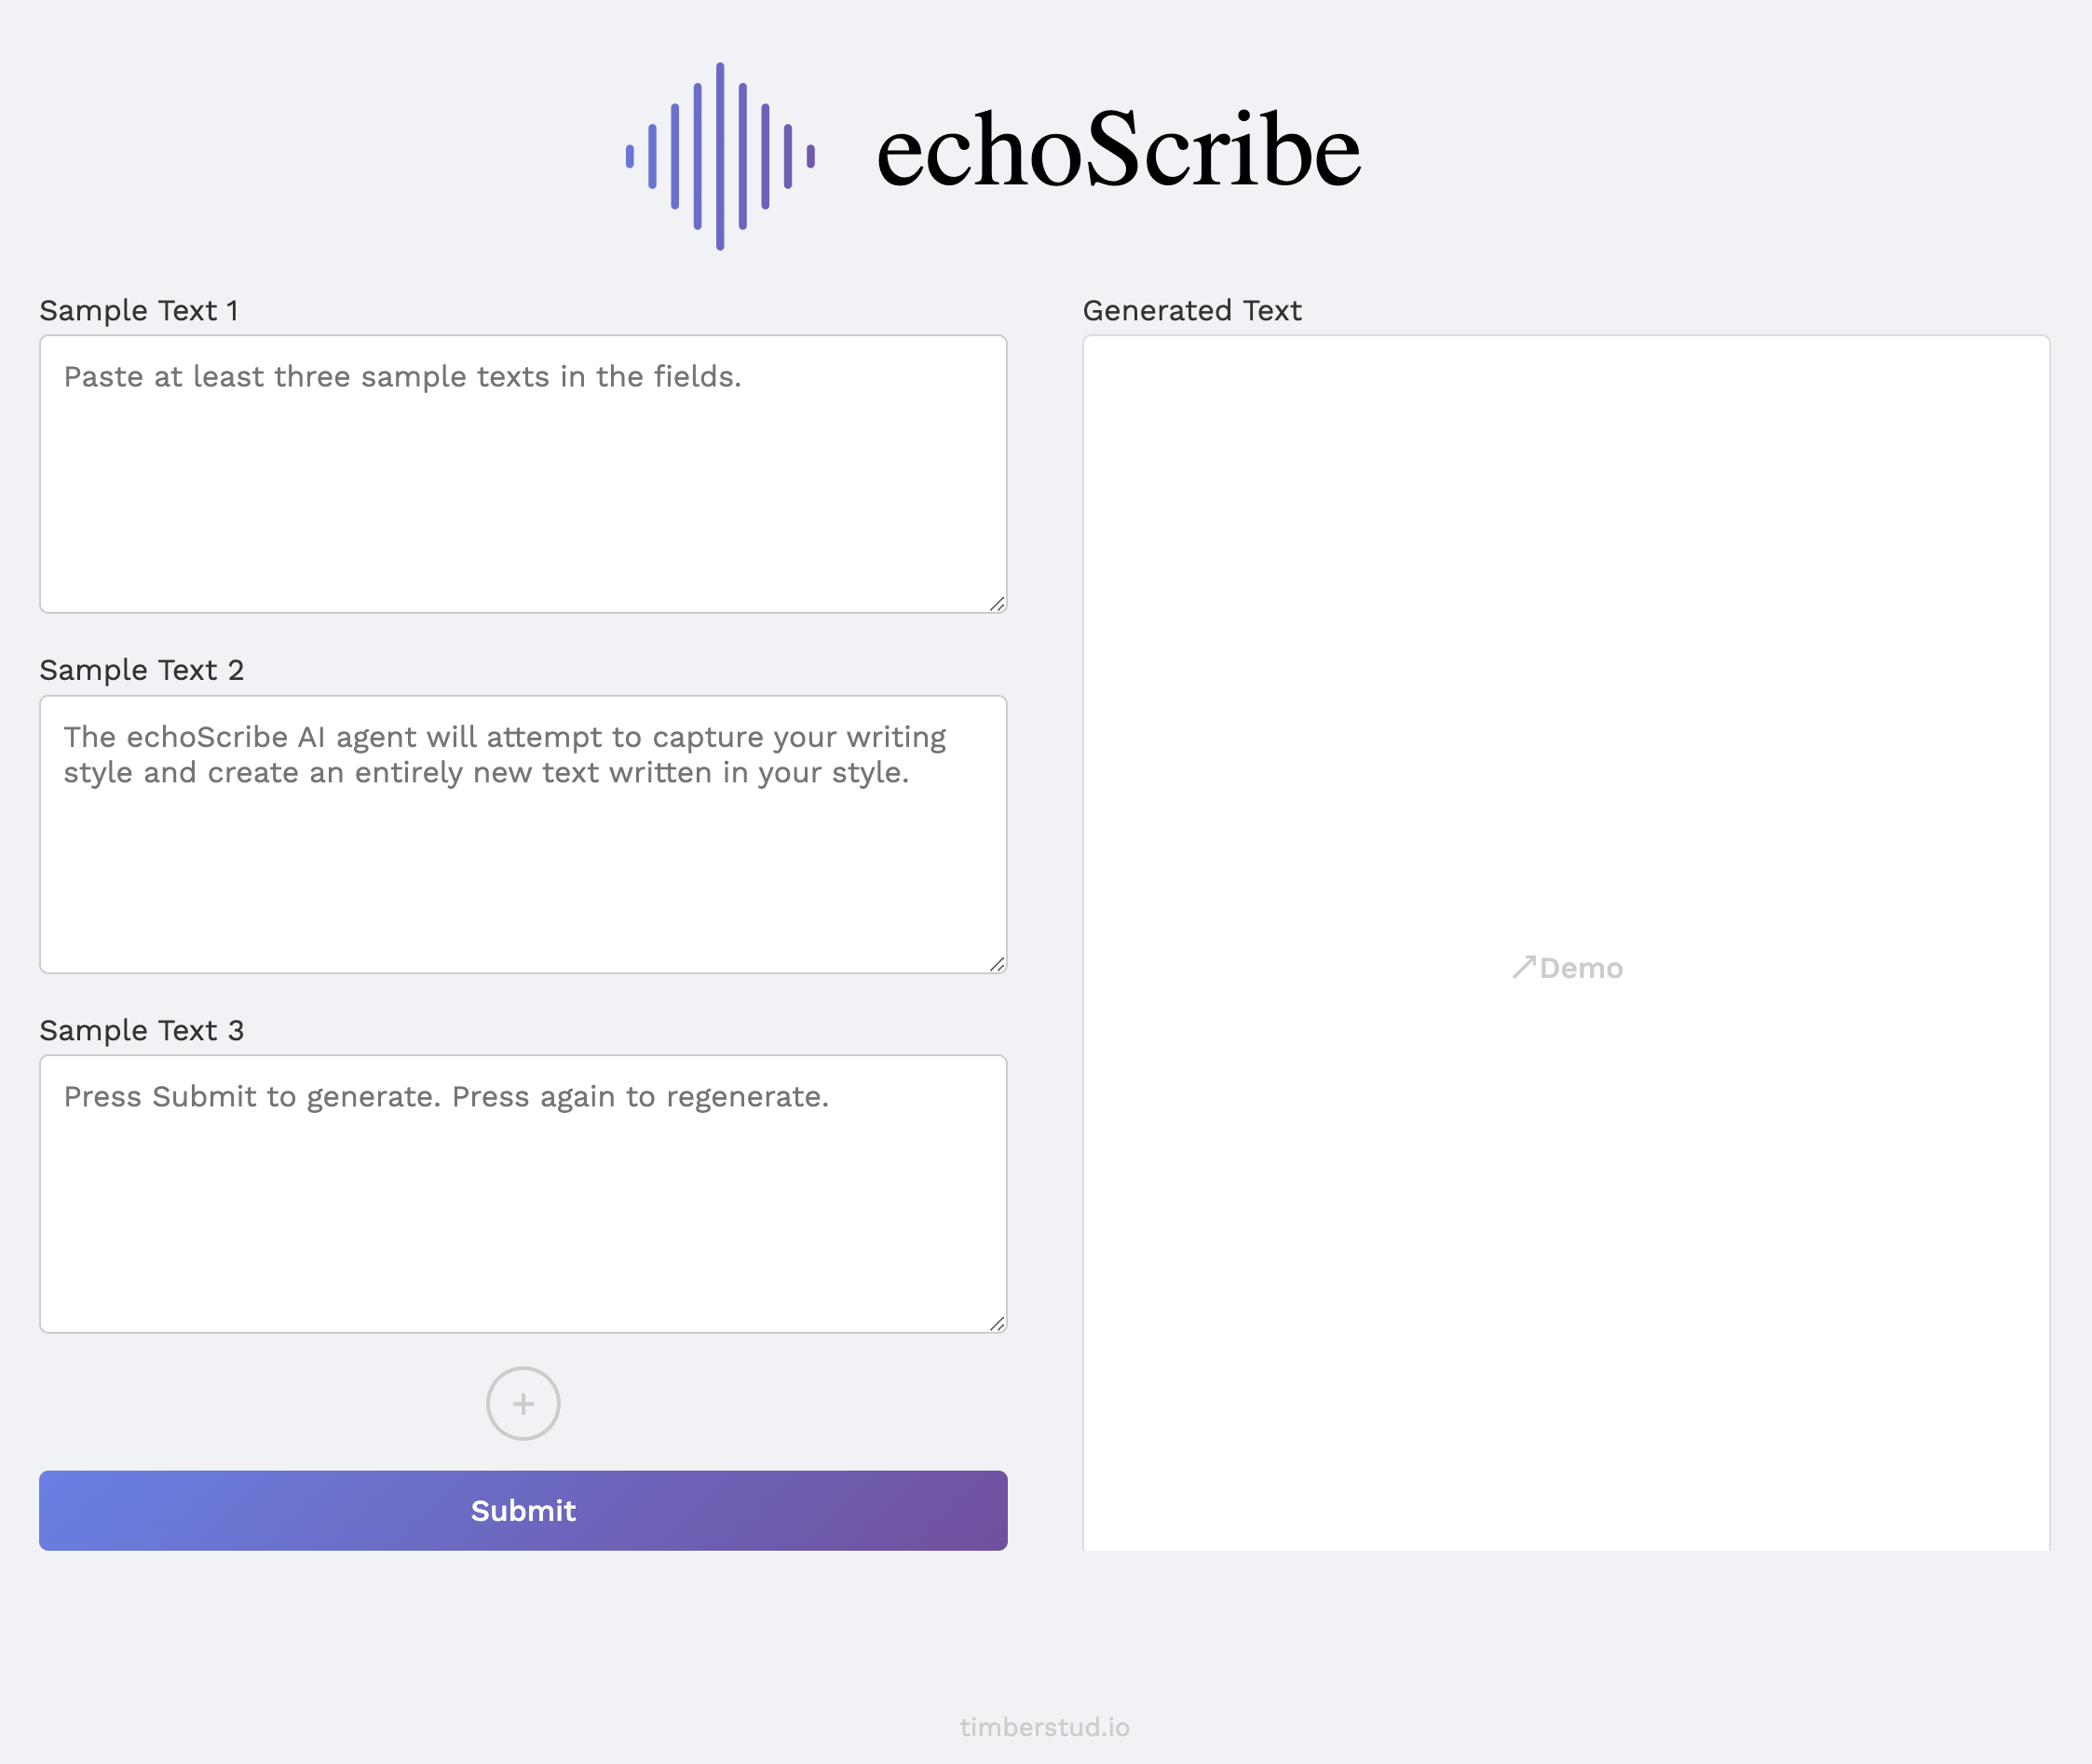 echoScribe
Sample Text 1
Paste at least three sample texts in the fields.
Sample Text 2
The echoScribe AI agent will attempt to capture your writing
style and create an entirely new text written in your style.
Sample Text 3
Press Submit to generate. Press again to regenerate.
+
Submit
Generated Text
↗Demo
timberstud.io